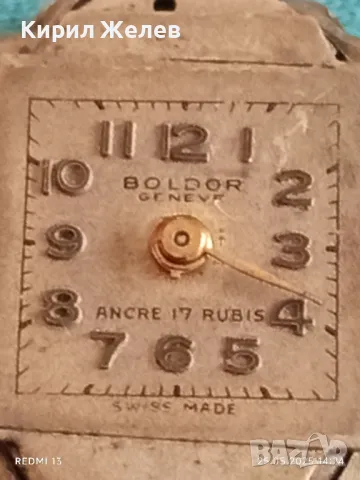 Кирил Желев
11 12 1
10 2
BOLDOR
GENEVE
9 3
8 4
ANCRE 17 RUBIS
7 6 5
SWISS MADE
REDMI 13